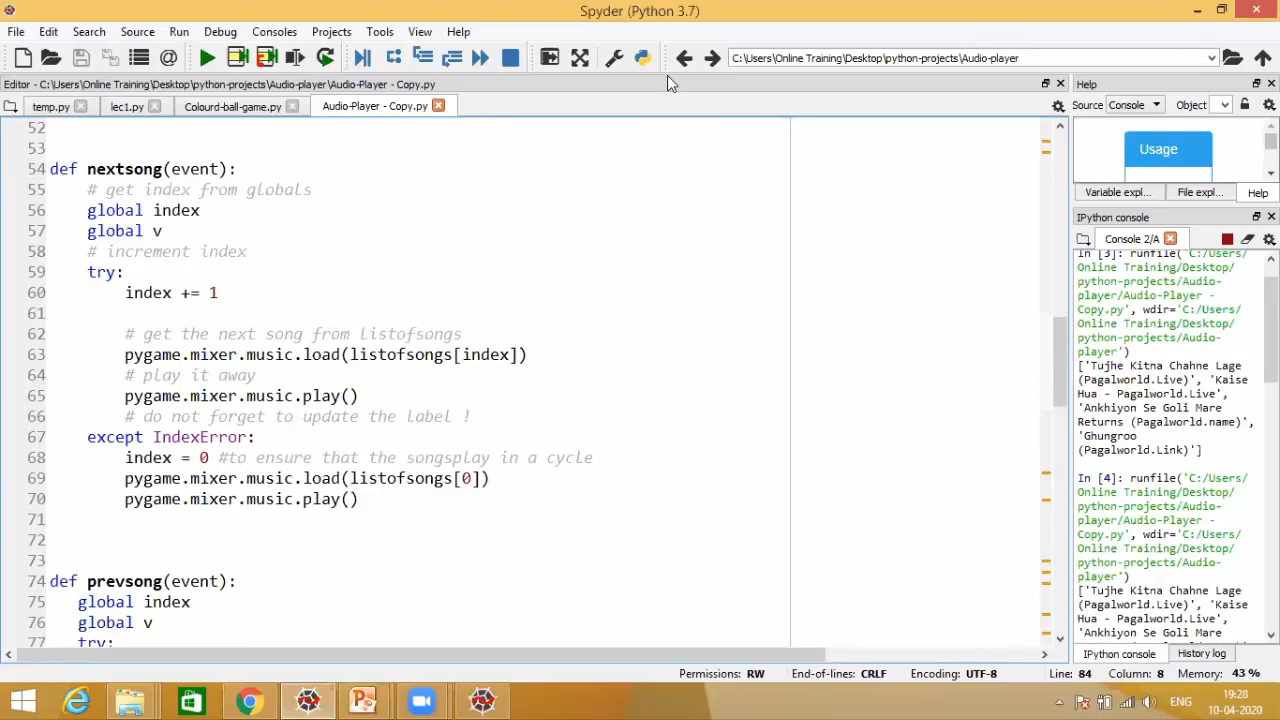 Spyder (Python 3.7)
File Edit Search Source Run Debug Consoles Projects Tools View Help
C:\Users\Online Training\Desktop\python-projects\Audio-player
Editor - C:\Users\Online Training\Desktop\python-projects\Audio-player\Audio-Player - Copy.py
Help
temp.py lec1.py Colourd-ball-game.py Audio-Player - Copy.py
Source Console Object
Usage
Variable expl... File expl... Help
IPython console
Console 2/A
52
53
54 def nextsong(event):
55 # get index from globals
56 global index
57 global v
58 # increment index
59 try:
60 index += 1
61
62 # get the next song from listofsongs
63 pygame.mixer.music.load(listofsongs[index])
64 # play it away
65 pygame.mixer.music.play()
66 # do not forget to update the label !
67 except IndexError:
68 index = 0 #to ensure that the songsplay in a cycle
69 pygame.mixer.music.load(listofsongs[0])
70 pygame.mixer.music.play()
71
72
73
74 def prevsong(event):
75 global index
76 global v
77 try:
In [3]: runfile('C:/Users/
Online Training/Desktop/
python-projects/Audio-
player/Audio-Player -
Copy.py', wdir='C:/Users/
Online Training/Desktop/
python-projects/Audio-
player')
['Tujhe Kitna Chahne Lage
(Pagalworld.Live)', 'Kaise
Hua - Pagalworld.Live',
'Ankhiyon Se Goli Mare
Returns (Pagalworld.name)',
'Ghungroo
(Pagalworld.Link)']
In [4]: runfile('C:/Users/
Online Training/Desktop/
python-projects/Audio-
player/Audio-Player -
Copy.py', wdir='C:/Users/
Online Training/Desktop/
python-projects/Audio-
player')
['Tujhe Kitna Chahne Lage
(Pagalworld.Live)', 'Kaise
Hua - Pagalworld.Live',
'Ankhiyon Se Goli Mare
IPython console History log
Permissions: RW End-of-lines: CRLF Encoding: UTF-8 Line: 84 Column: 8 Memory: 43 %
ENG
19:28
10-04-2020